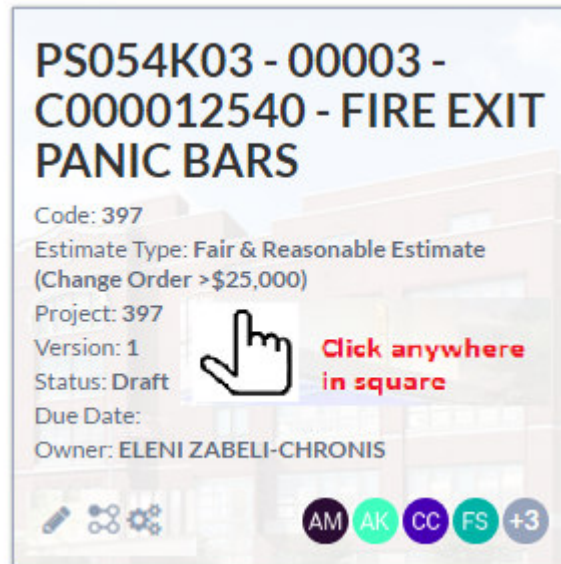 PS054K03 - 00003 -
C000012540 - FIRE EXIT
PANIC BARS
Code: 397
Estimate Type: Fair & Reasonable Estimate
(Change Order >$25,000)
Project: 397
Version: 1
Click anywhere
Status: Draft
in square
Due Date:
Owner: ELENI ZABELI-CHRONIS
AM AK CC FS +3